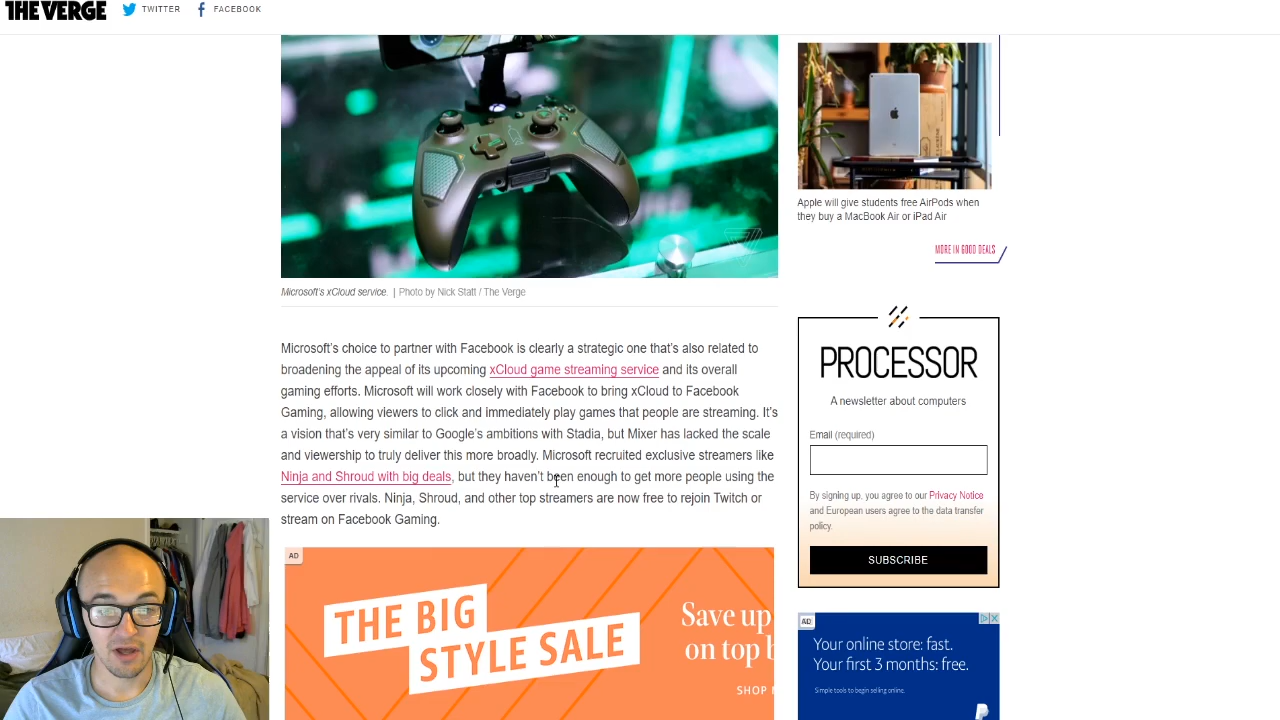 THE VERGE TWITTER FACEBOOK
Microsoft's xCloud service. | Photo by Nick Statt / The Verge
Microsoft's choice to partner with Facebook is clearly a strategic one that's also related to
broadening the appeal of its upcoming xCloud game streaming service and its overall
gaming efforts. Microsoft will work closely with Facebook to bring xCloud to Facebook
Gaming, allowing viewers to click and immediately play games that people are streaming. It's
a vision that's very similar to Google's ambitions with Stadia, but Mixer has lacked the scale
and viewership to truly deliver this more broadly. Microsoft recruited exclusive streamers like
Ninja and Shroud with big deals, but they haven't been enough to get more people using the
service over rivals. Ninja, Shroud, and other top streamers are now free to rejoin Twitch or
stream on Facebook Gaming.
AD
THE BIG
STYLE SALE
Save up
on top b
SHOP
Apple will give students free AirPods when
they buy a MacBook Air or iPad Air
MORE IN GOOD DEALS
PROCESSOR
A newsletter about computers
Email (required)
By signing up, you agree to our Privacy Notice
and European users agree to the data transfer
policy.
SUBSCRIBE
AD
Your online store: fast.
Your first 3 months: free.
Simple tools to begin selling online.